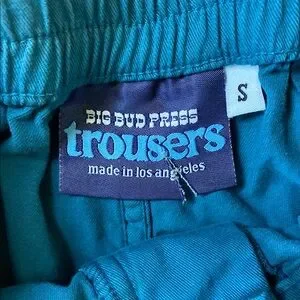 BIG BUD PRESS
trousers
made in los angeles
S